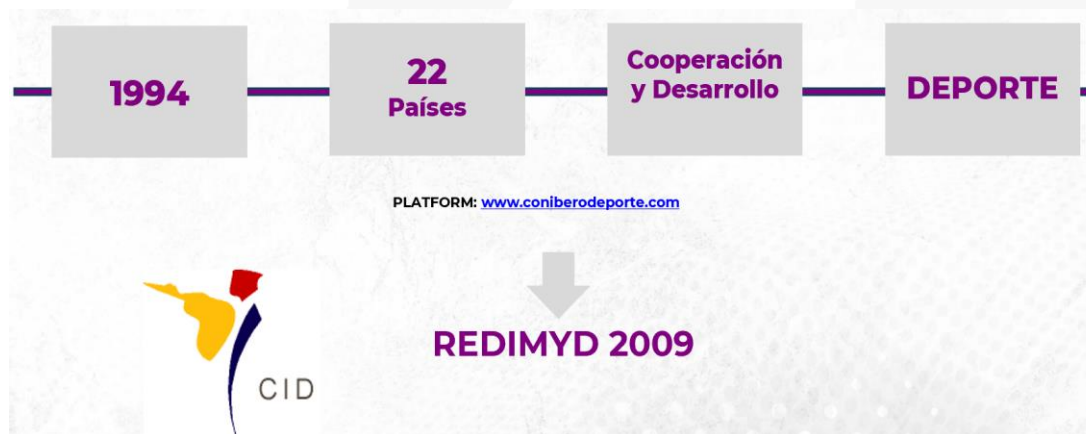 1994
22
Países
Cooperación
y Desarrollo
DEPORTE
PLATFORM: www.coniberodeporte.com
REDIMYD 2009
CID